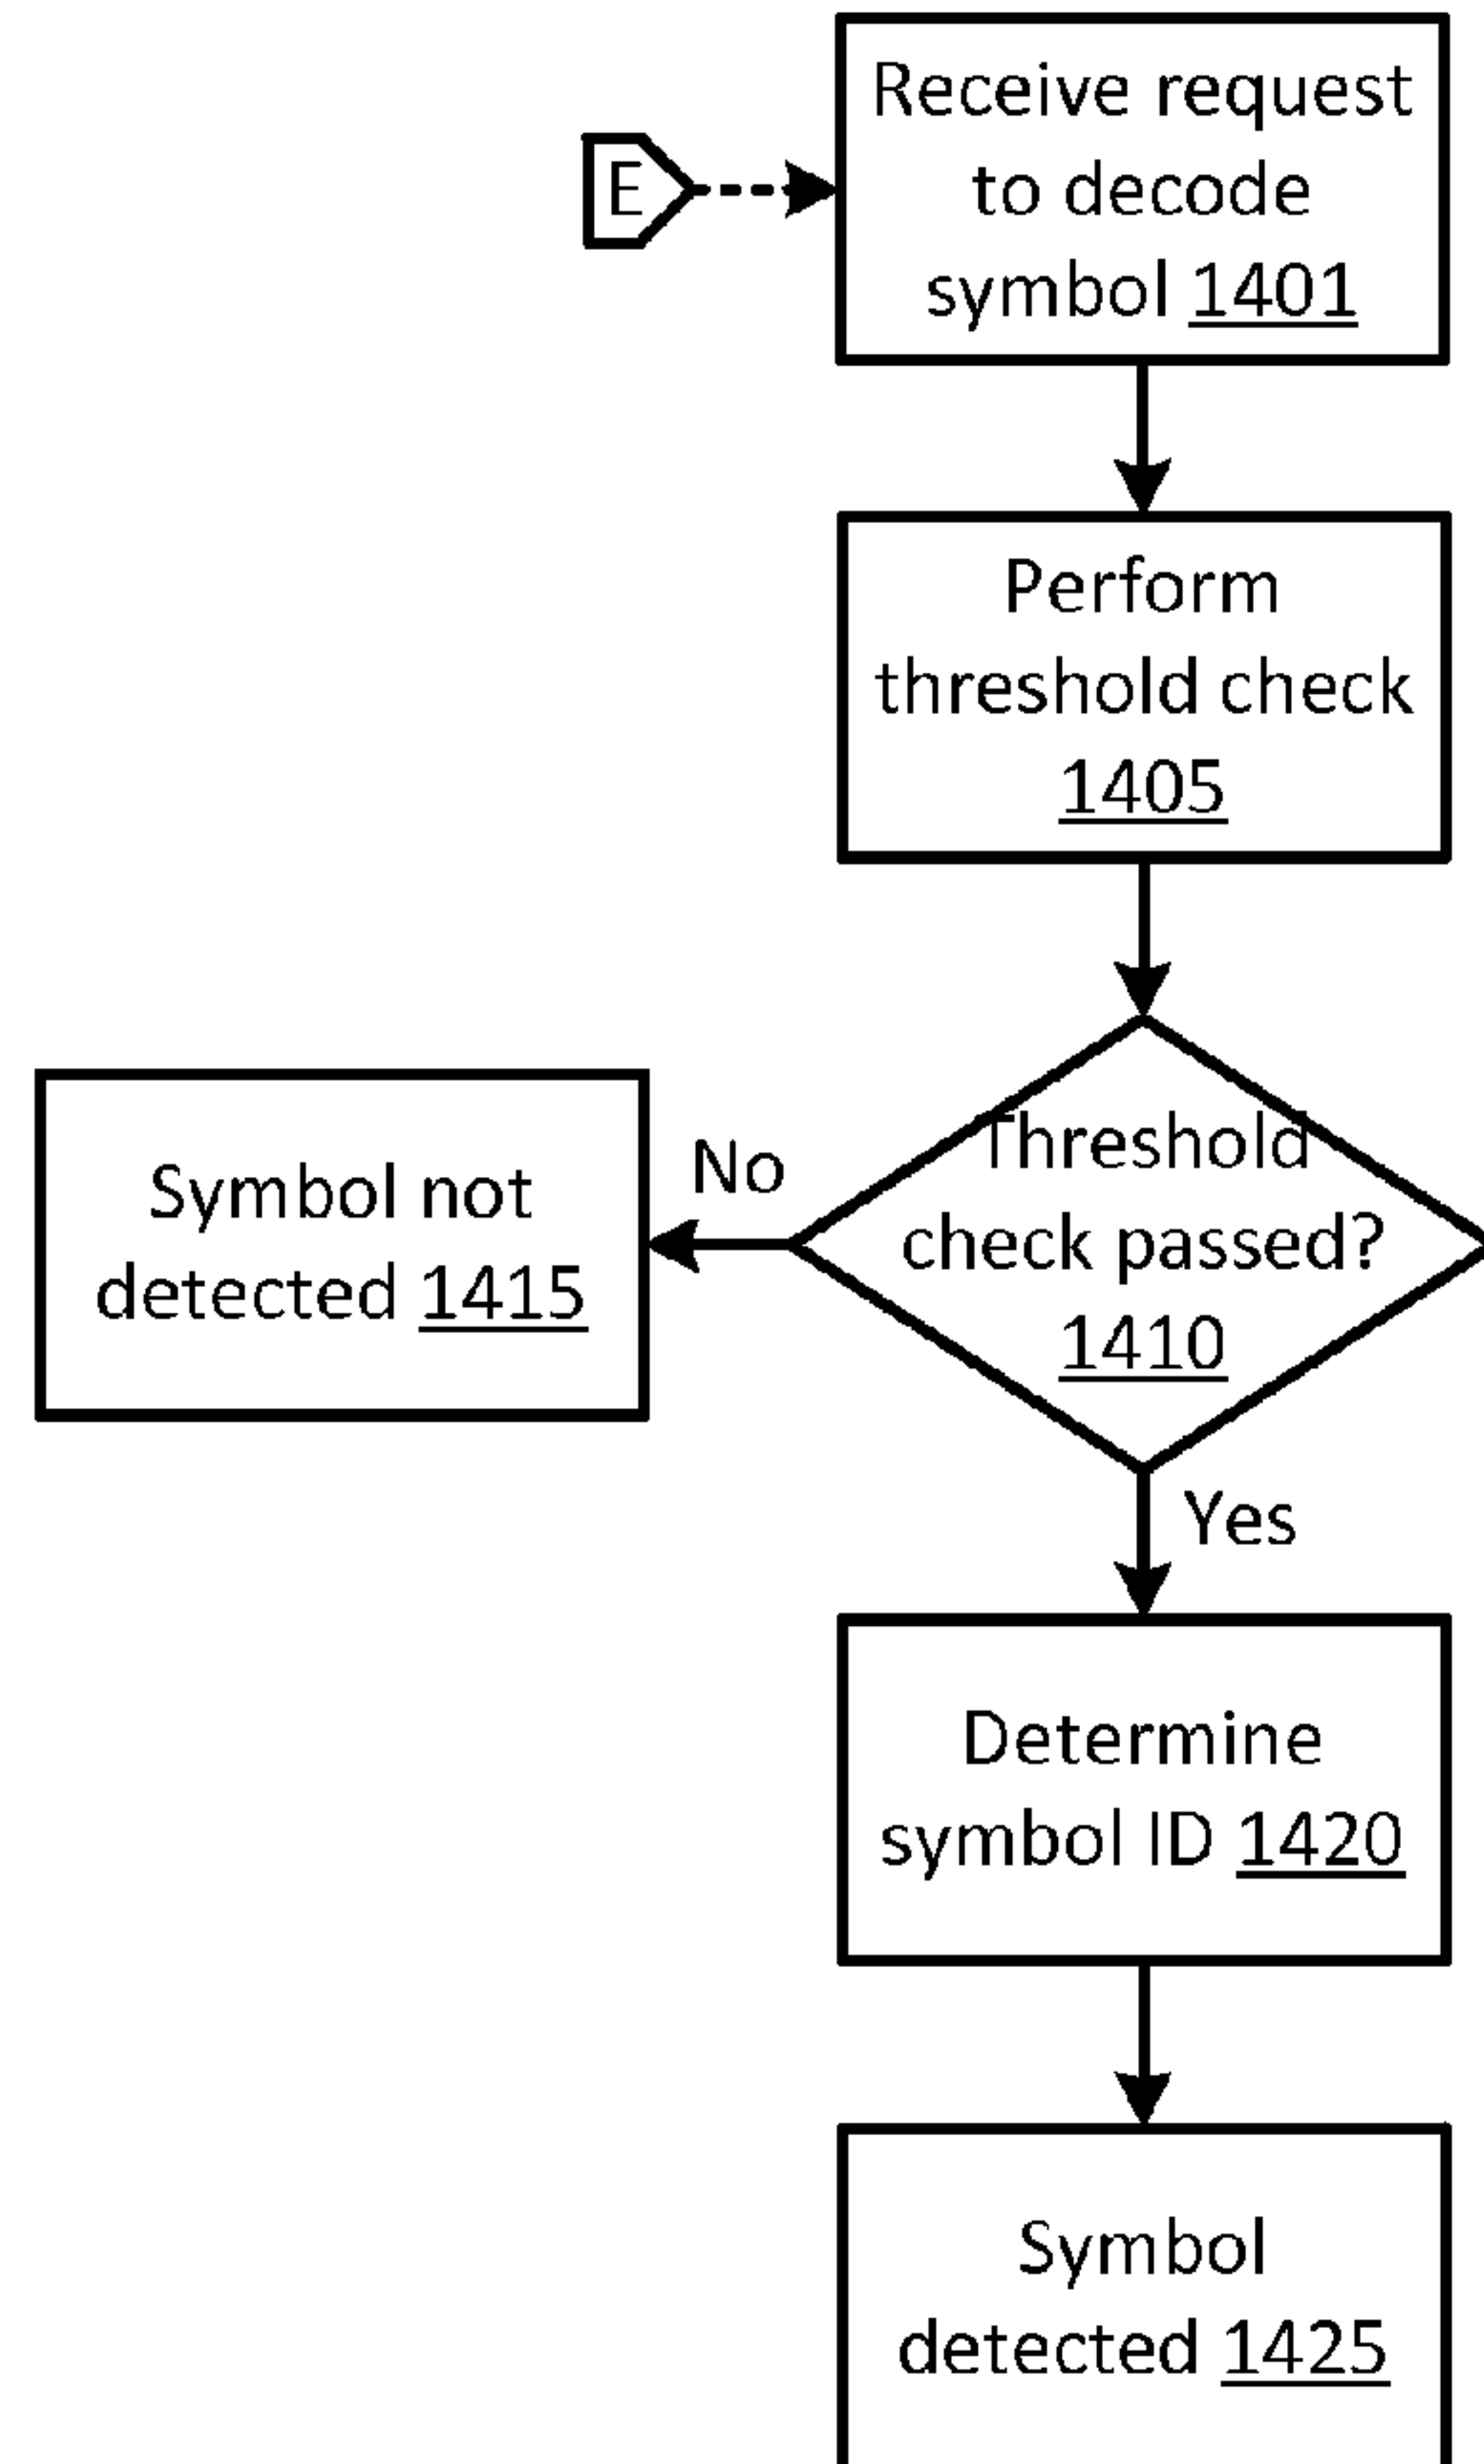 Receive request
to decode
symbol 1401
E
Perform
threshold check
1405
Threshold
check passed?
1410
No
Symbol not
detected 1415
Yes
Determine
symbol ID 1420
Symbol
detected 1425